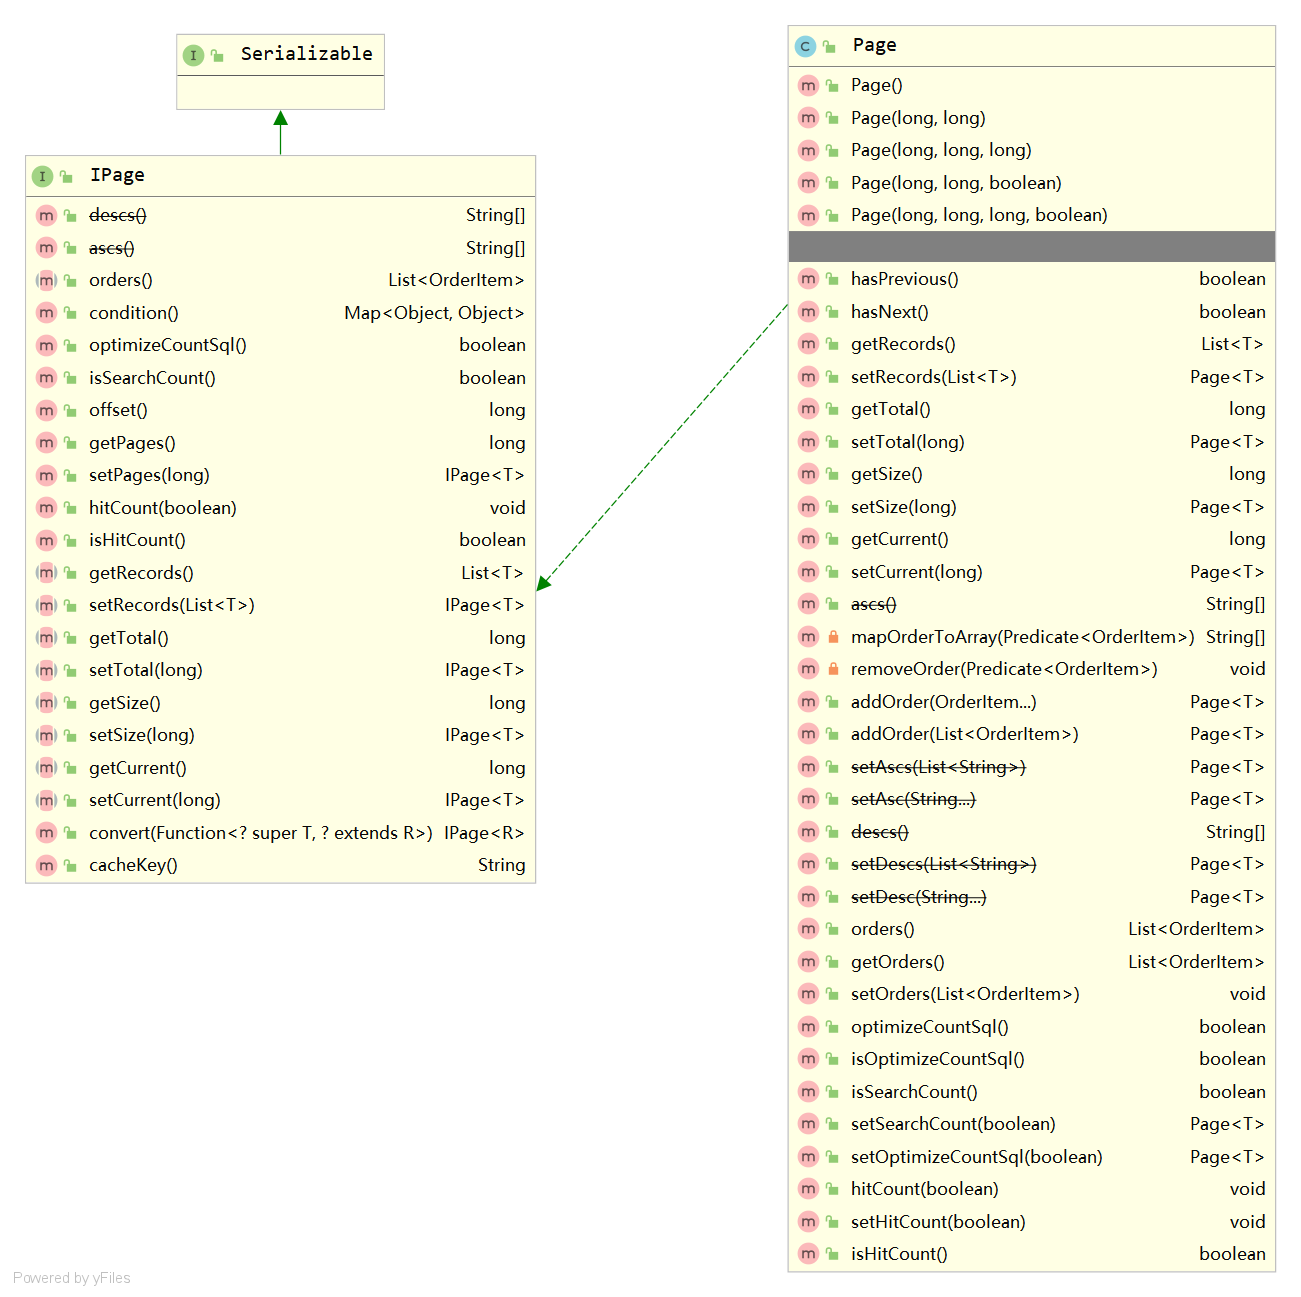 I Serializable
I IPage
m descs() String[]
m ascs() String[]
m orders() List<OrderItem>
m condition() Map<Object, Object>
m optimizeCountSql() boolean
m isSearchCount() boolean
m offset() long
m getPages() long
m setPages(long) IPage<T>
m hitCount(boolean) void
m isHitCount() boolean
m getRecords() List<T>
m setRecords(List<T>) IPage<T>
m getTotal() long
m setTotal(long) IPage<T>
m getSize() long
m setSize(long) IPage<T>
m getCurrent() long
m setCurrent(long) IPage<T>
m convert(Function<? super T, ? extends R>) IPage<R>
m cacheKey() String
C Page
m Page()
m Page(long, long)
m Page(long, long, long)
m Page(long, long, boolean)
m Page(long, long, long, boolean)
m hasPrevious() boolean
m hasNext() boolean
m getRecords() List<T>
m setRecords(List<T>) Page<T>
m getTotal() long
m setTotal(long) Page<T>
m getSize() long
m setSize(long) Page<T>
m getCurrent() long
m setCurrent(long) Page<T>
m ascs() String[]
m mapOrderToArray(Predicate<OrderItem>) String[]
m removeOrder(Predicate<OrderItem>) void
m addOrder(OrderItem...) Page<T>
m addOrder(List<OrderItem>) Page<T>
m setAscs(List<String>) Page<T>
m setAsc(String...) Page<T>
m descs() String[]
m setDescs(List<String>) Page<T>
m setDesc(String...) Page<T>
m orders() List<OrderItem>
m getOrders() List<OrderItem>
m setOrders(List<OrderItem>) void
m optimizeCountSql() boolean
m isOptimizeCountSql() boolean
m isSearchCount() boolean
m setSearchCount(boolean) Page<T>
m setOptimizeCountSql(boolean) Page<T>
m hitCount(boolean) void
m setHitCount(boolean) void
m isHitCount() boolean
Powered by yFiles